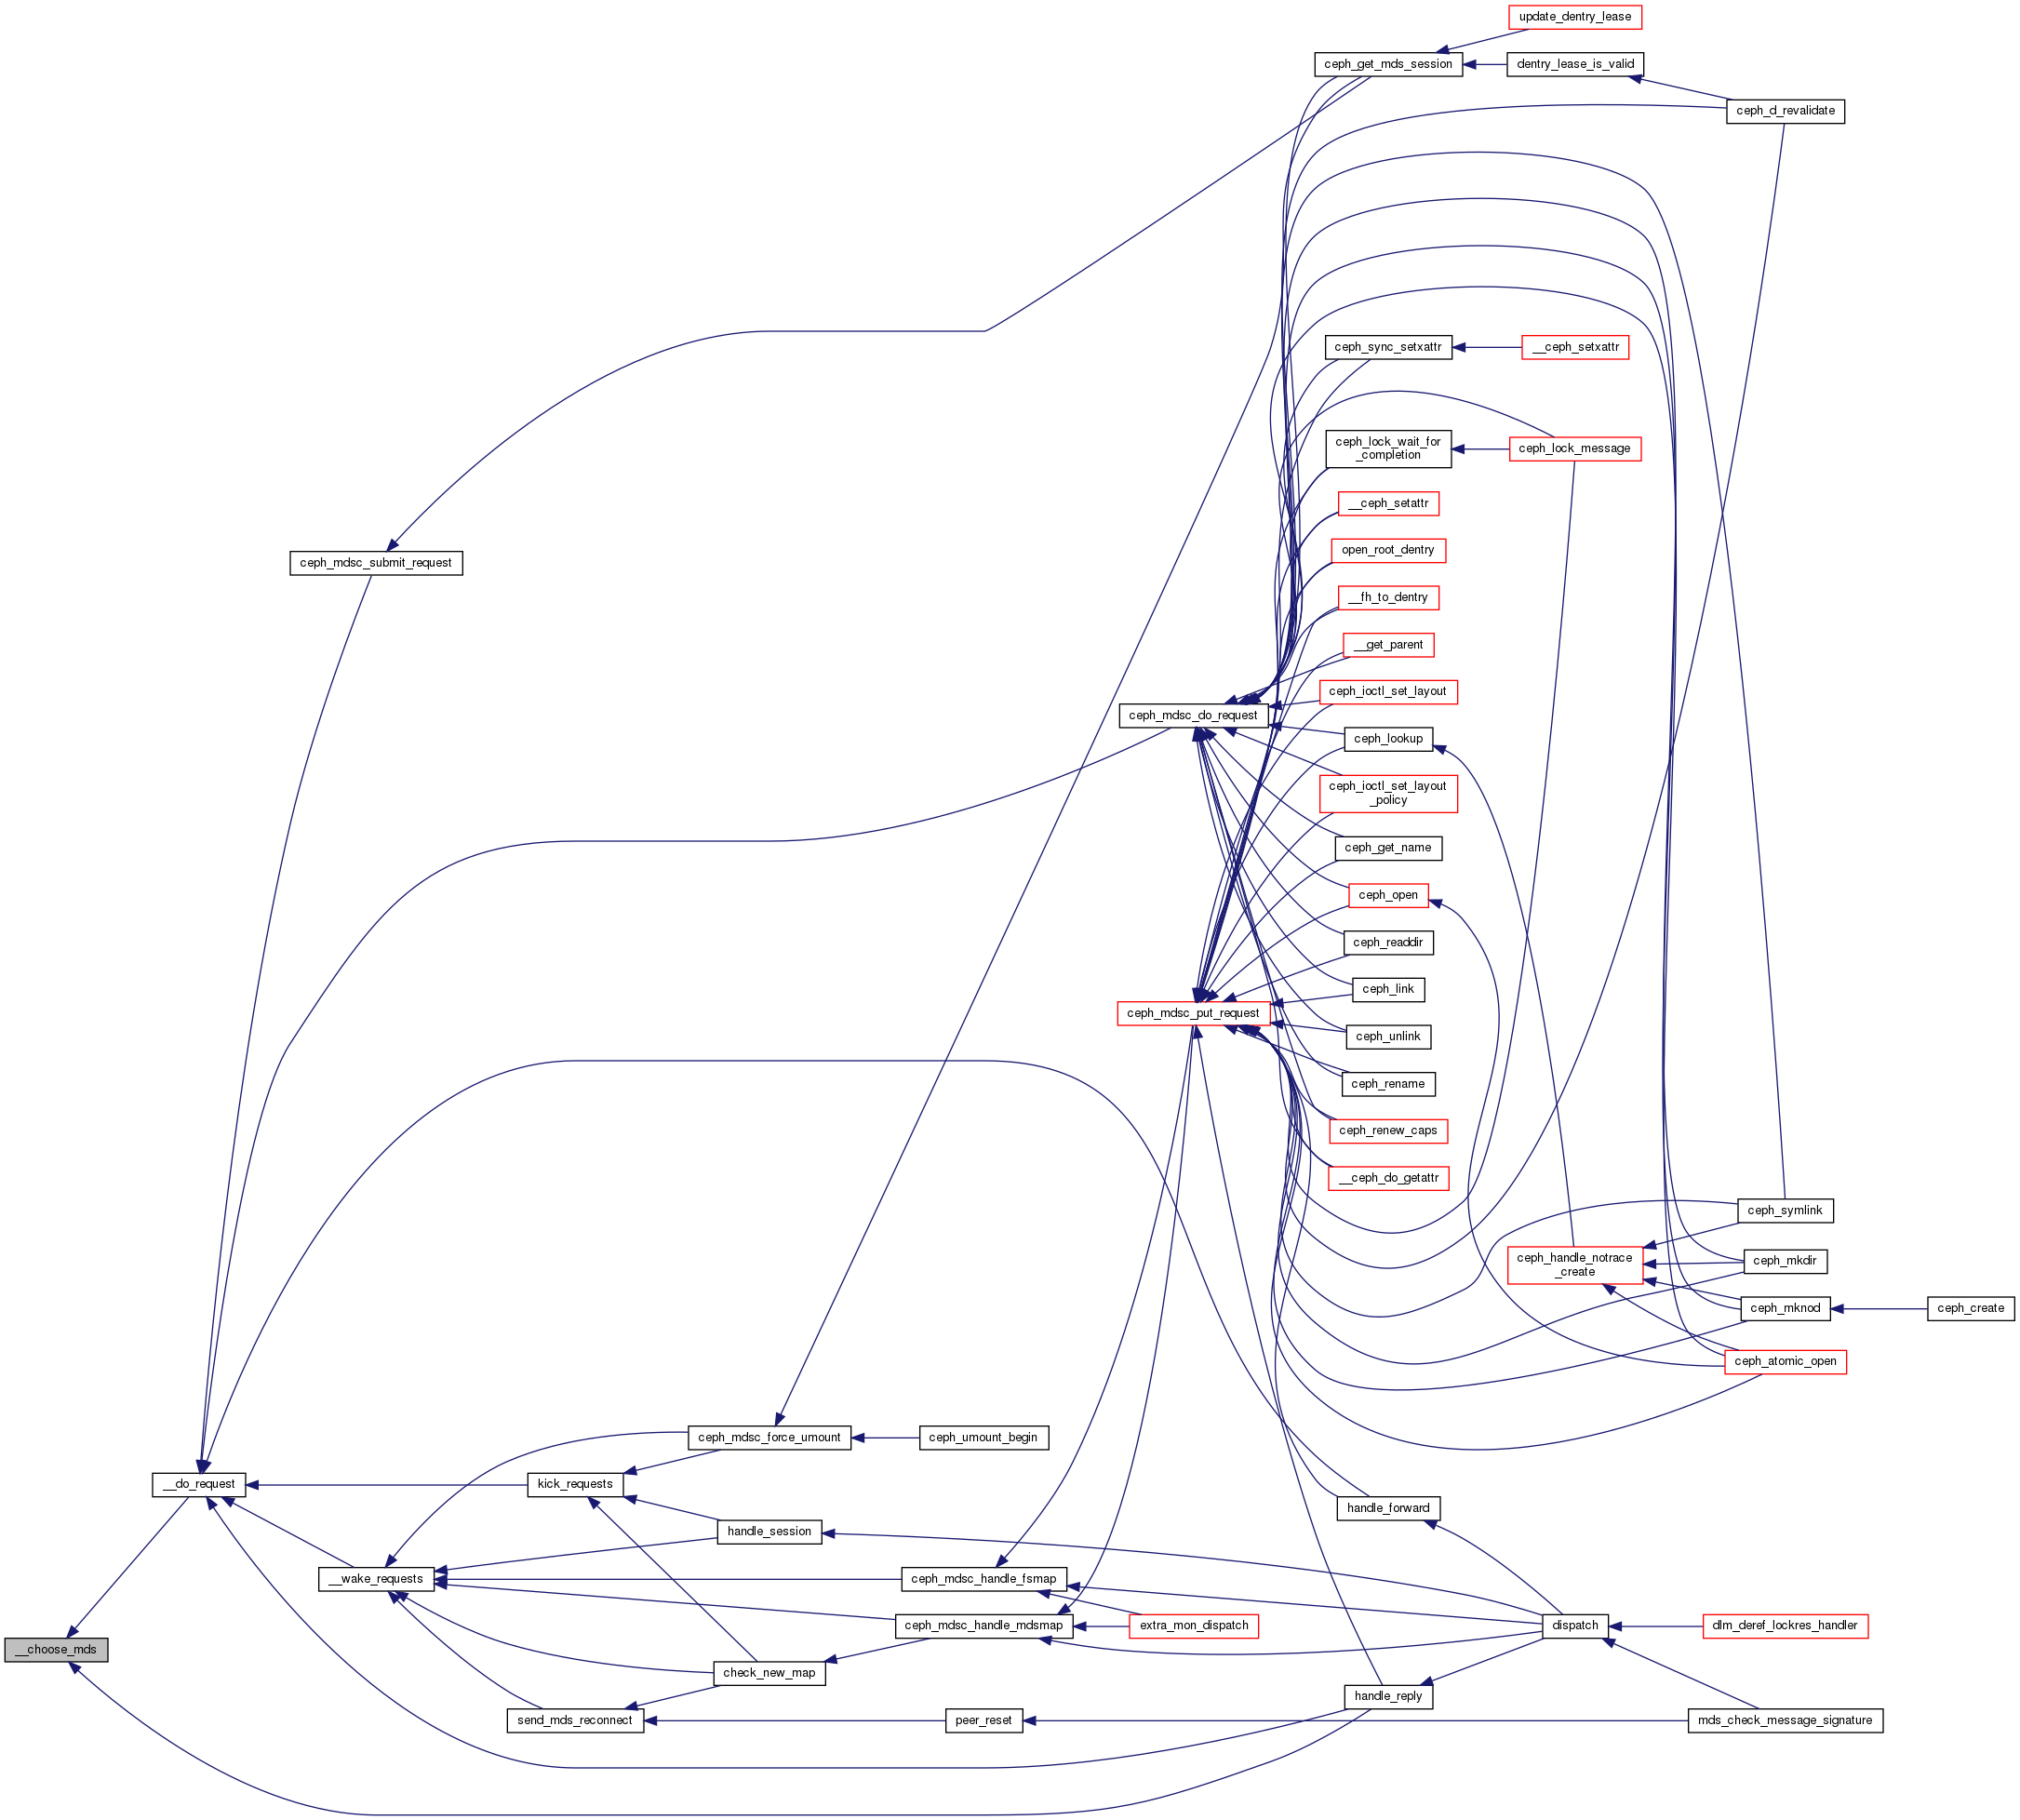 update_dentry_lease
ceph_get_mds_session
dentry_lease_is_valid
ceph_d_revalidate
ceph_sync_setxattr
__ceph_setxattr
ceph_lock_wait_for
_completion
ceph_lock_message
__ceph_setattr
open_root_dentry
ceph_mdsc_submit_request
__fh_to_dentry
__get_parent
ceph_ioctl_set_layout
ceph_mdsc_do_request
ceph_lookup
ceph_ioctl_set_layout
_policy
ceph_get_name
ceph_open
ceph_readdir
ceph_link
ceph_mdsc_put_request
ceph_unlink
ceph_rename
ceph_renew_caps
__ceph_do_getattr
ceph_symlink
ceph_handle_notrace
_create
ceph_mkdir
ceph_mknod
ceph_create
ceph_atomic_open
ceph_mdsc_force_umount
ceph_umount_begin
__do_request
kick_requests
handle_forward
handle_session
__wake_requests
ceph_mdsc_handle_fsmap
ceph_mdsc_handle_mdsmap
extra_mon_dispatch
dispatch
dlm_deref_lockres_handler
__choose_mds
check_new_map
handle_reply
send_mds_reconnect
peer_reset
mds_check_message_signature